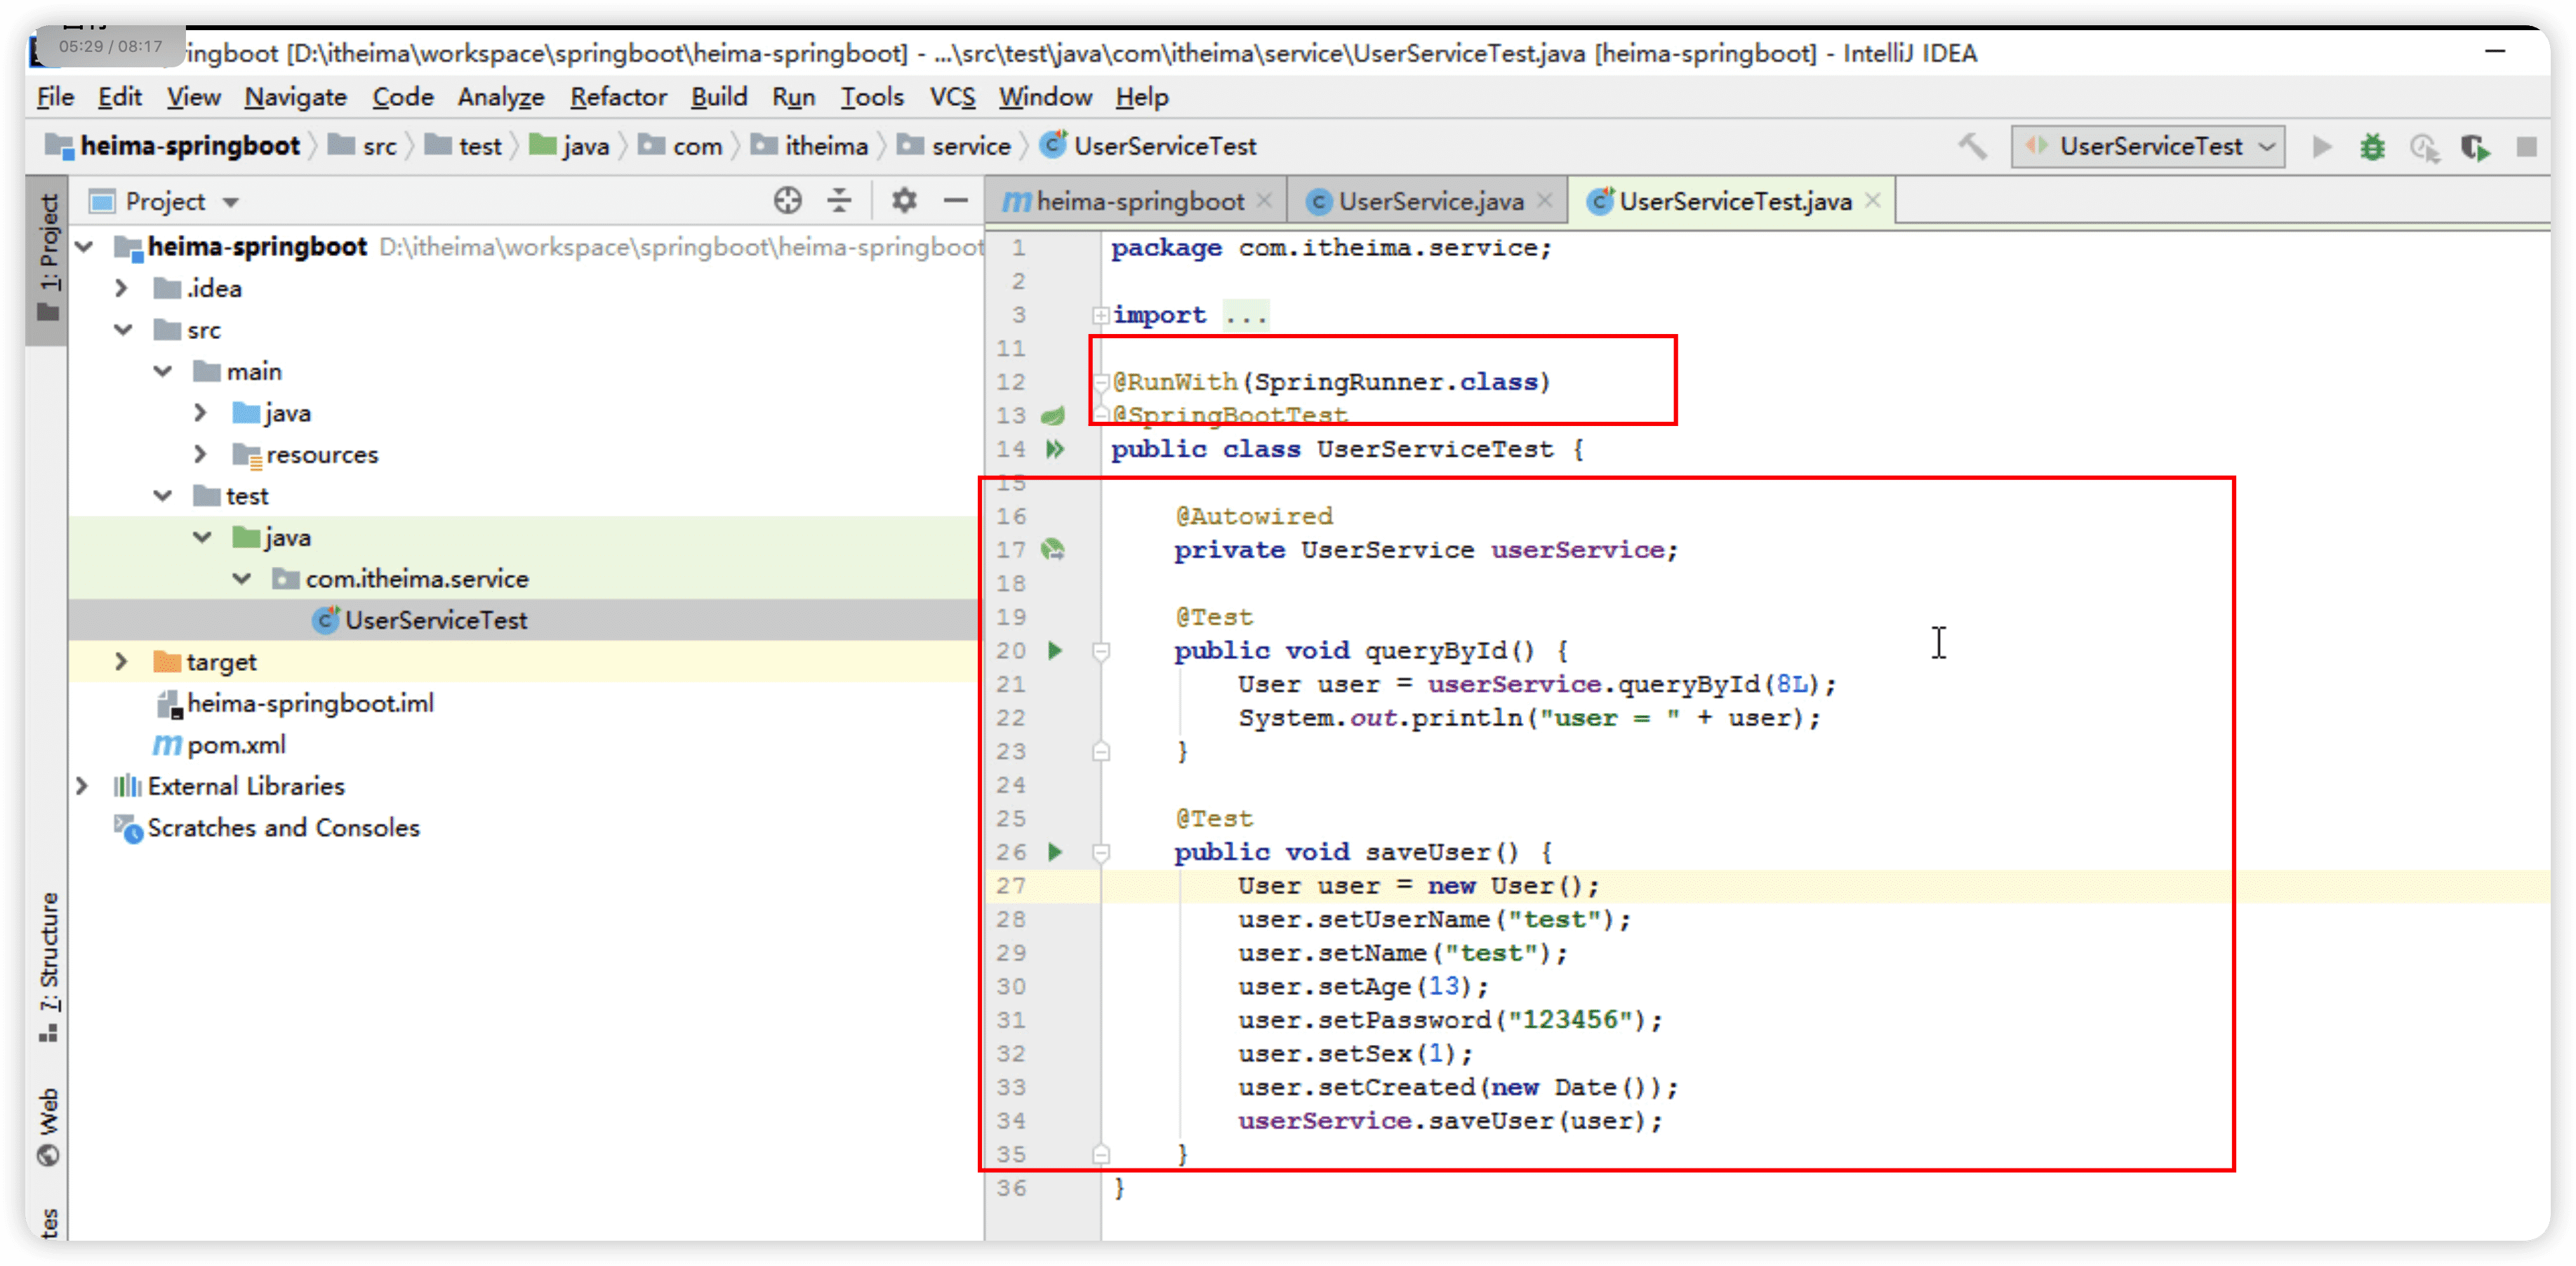 05:29 / 08:17
ingboot [D:\itheima\workspace\springboot\heima-springboot] - ...\src\test\java\com\itheima\service\UserServiceTest.java [heima-springboot] - IntelliJ IDEA
File Edit View Navigate Code Analyze Refactor Build Run Tools VCS Window Help
heima-springboot src test java com itheima service UserServiceTest
UserServiceTest
1: Project
Project
heima-springboot D:\itheima\workspace\springboot\heima-springboot
.idea
src
main
java
resources
test
java
com.itheima.service
UserServiceTest
target
heima-springboot.iml
pom.xml
External Libraries
Scratches and Consoles
7: Structure
Web
heima-springboot UserService.java UserServiceTest.java
1 package com.itheima.service;
2
3 import ...
11
12 @RunWith(SpringRunner.class)
13 @SpringBootTest
14 public class UserServiceTest {
15
16 @Autowired
17 private UserService userService;
18
19 @Test
20 public void queryById() {
21 User user = userService.queryById(8L);
22 System.out.println("user = " + user);
23 }
24
25 @Test
26 public void saveUser() {
27 User user = new User();
28 user.setUserName("test");
29 user.setName("test");
30 user.setAge(13);
31 user.setPassword("123456");
32 user.setSex(1);
33 user.setCreated(new Date());
34 userService.saveUser(user);
35 }
36 }